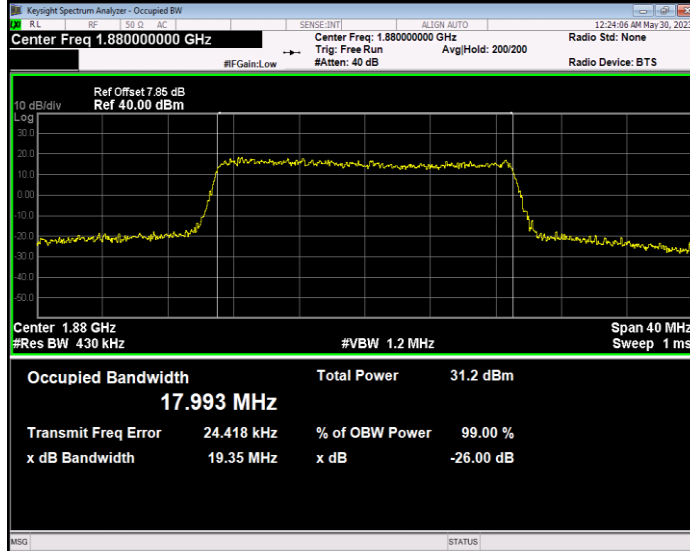 Keysight Spectrum Analyzer - Occupied BW
RL RF 50 Ω AC SENSE:INT ALIGN AUTO 12:24:06 AM May 30, 2023
Center Freq 1.880000000 GHz
Center Freq: 1.880000000 GHz
Radio Std: None
Trig: Free Run Avg|Hold: 200/200
#IFGain:Low #Atten: 40 dB
Radio Device: BTS
Ref Offset 7.85 dB
10 dB/div Ref 40.00 dBm
Log
30.0
20.0
10.0
0.00
-10.0
-20.0
-30.0
-40.0
-50.0
Center 1.88 GHz Span 40 MHz
#Res BW 430 kHz #VBW 1.2 MHz Sweep 1 ms
Occupied Bandwidth Total Power 31.2 dBm
17.993 MHz
Transmit Freq Error 24.418 kHz % of OBW Power 99.00 %
x dB Bandwidth 19.35 MHz x dB -26.00 dB
MSG STATUS